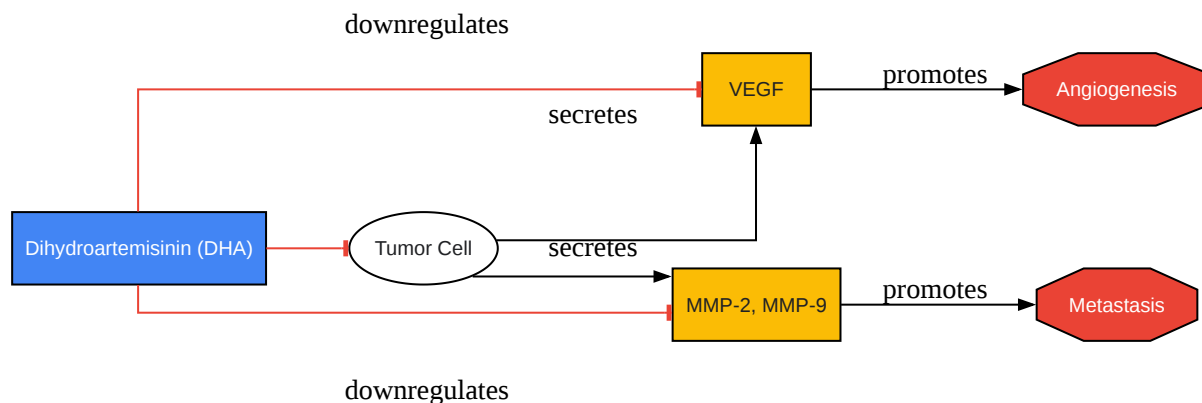 downregulates
VEGF
promotes
Angiogenesis
secretes
Dihydroartemisinin (DHA)
Tumor Cell
secretes
MMP-2, MMP-9
promotes
Metastasis
downregulates